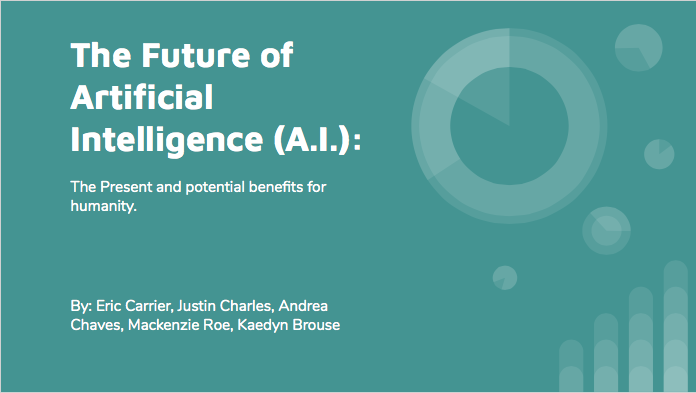 The Future of
Artificial
Intelligence (A.I.):
The Present and potential benefits for
humanity.
By: Eric Carrier, Justin Charles, Andrea
Chaves, Mackenzie Roe, Kaedyn Brouse